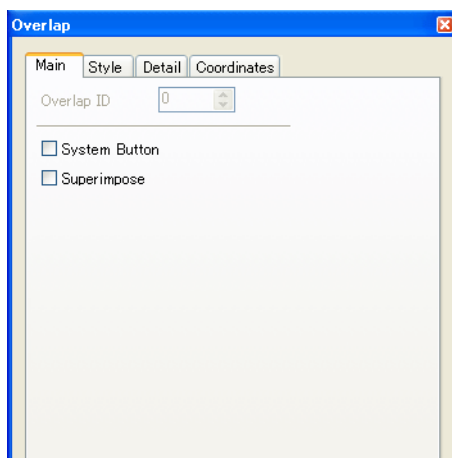 Overlap
Main Style Detail Coordinates
Overlap ID 0
System Button
Superimpose